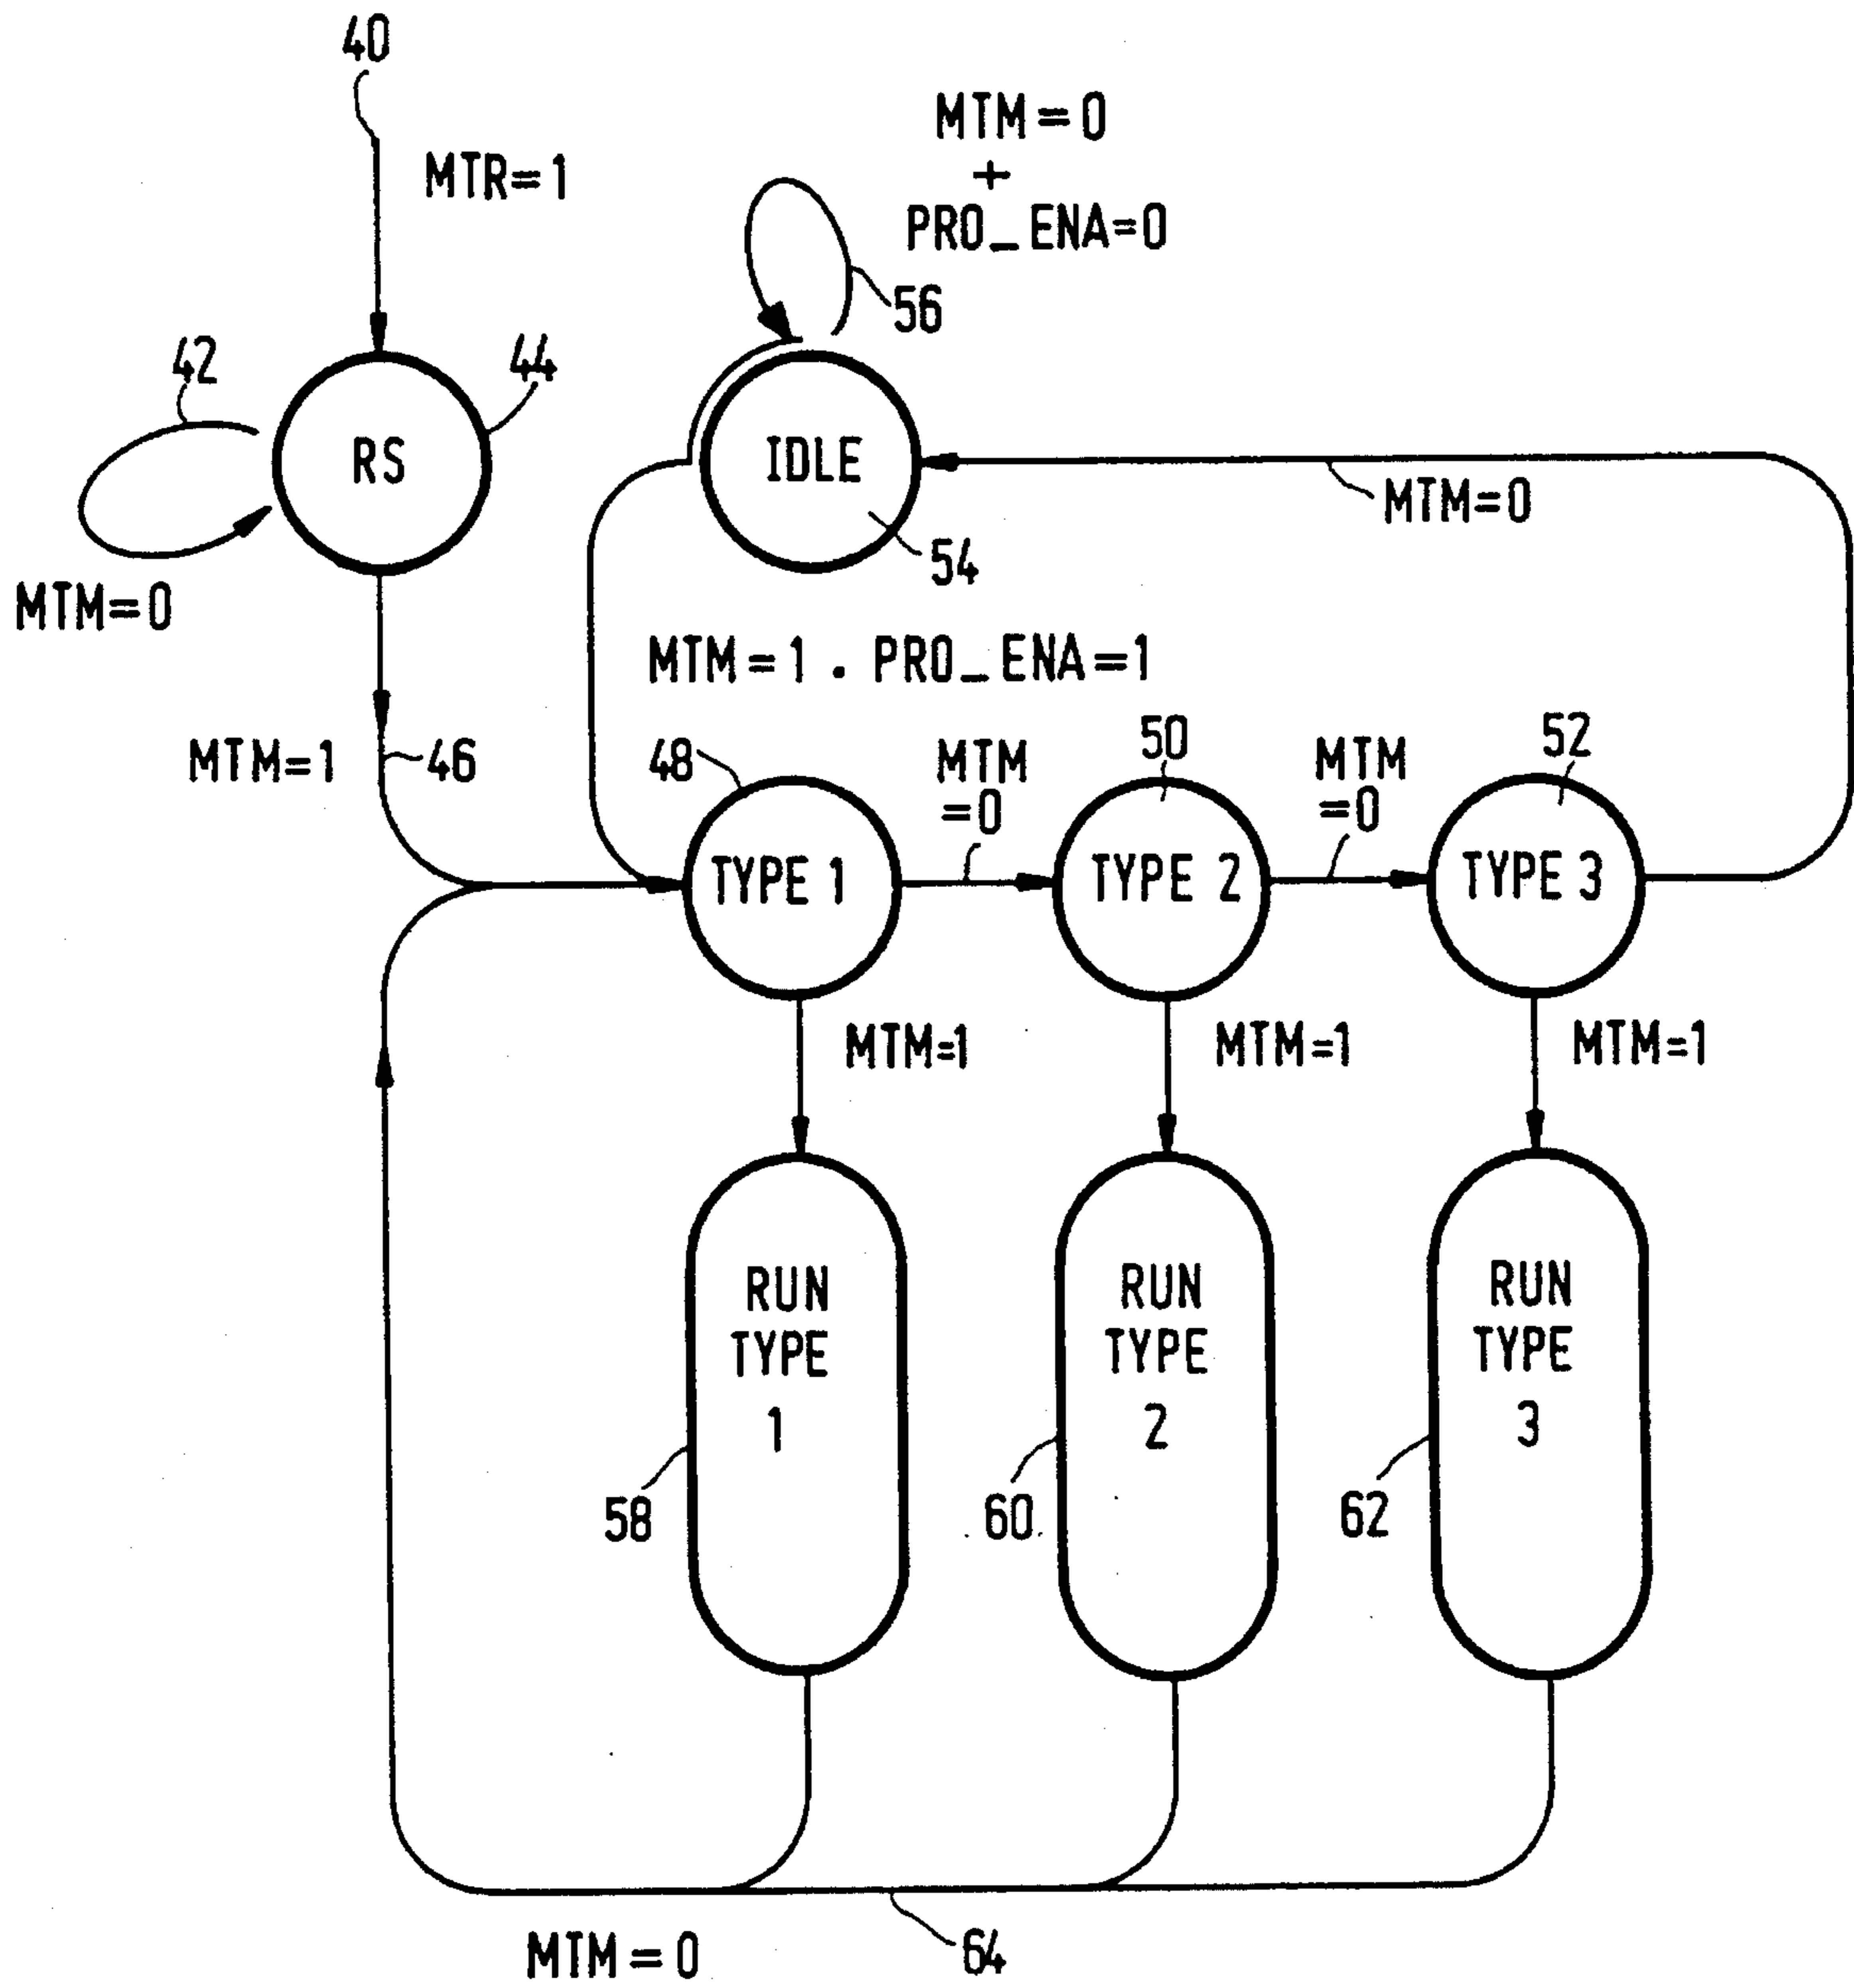 40
MTR=1
MTM=0
+
PRO_ENA=0
56
42
44
RS
IDLE
MTM=0
54
MTM=0
MTM=1 . PRO_ENA=1
MTM=1
46
48
MTM
=0
50
MTM
=0
52
TYPE 1
TYPE 2
TYPE 3
MTM=1
MTM=1
MTM=1
RUN
TYPE
1
RUN
TYPE
2
RUN
TYPE
3
58
60
62
MTM=0
64